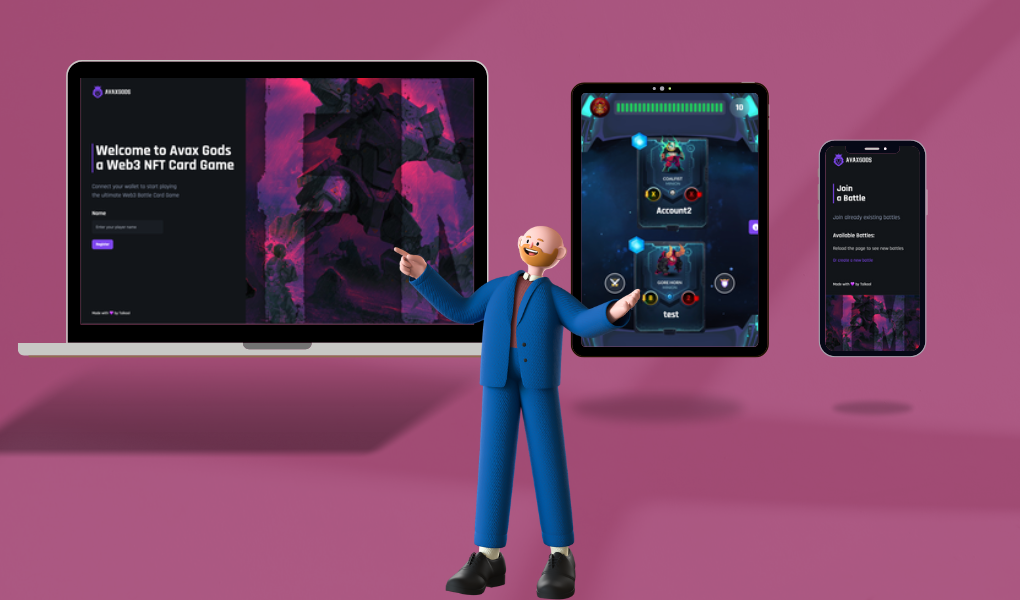 AVAXGODS
Welcome to Avax Gods
a Web3 NFT Card Game
Connect your wallet to start playing
the ultimate Web3 Battle Card Game
Name
Enter your player name
Register
Made with 💜 by
10
Account2
GORE HORN
test
AVAXGODS
Join
a Battle
Join already existing battles
Available Battles:
Reload the page to see new battles
Or create a new battle
Made with 💜 by